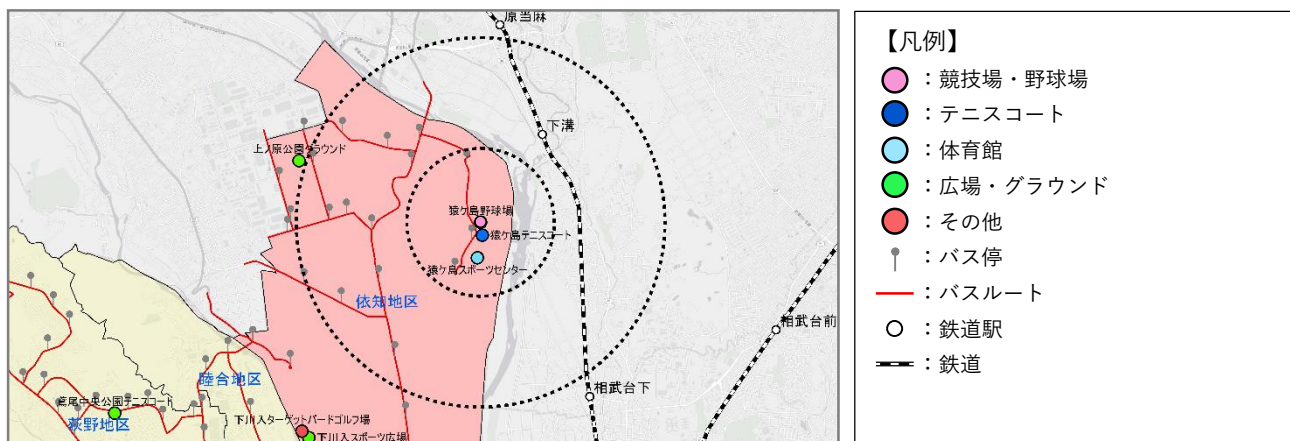 原当麻
下溝
上ノ原公園グラウンド
猿ケ島野球場
猿ケ島テニスコート
猿ケ島スポーツセンター
依知地区
相武台前
相武台下
睦合地区
鳶尾中央公園テニスコート
荻野地区
下川入ターゲットバードゴルフ場
下川入スポーツ広場
【凡例】
：競技場・野球場
：テニスコート
：体育館
：広場・グラウンド
：その他
：バス停
：バスルート
：鉄道駅
：鉄道